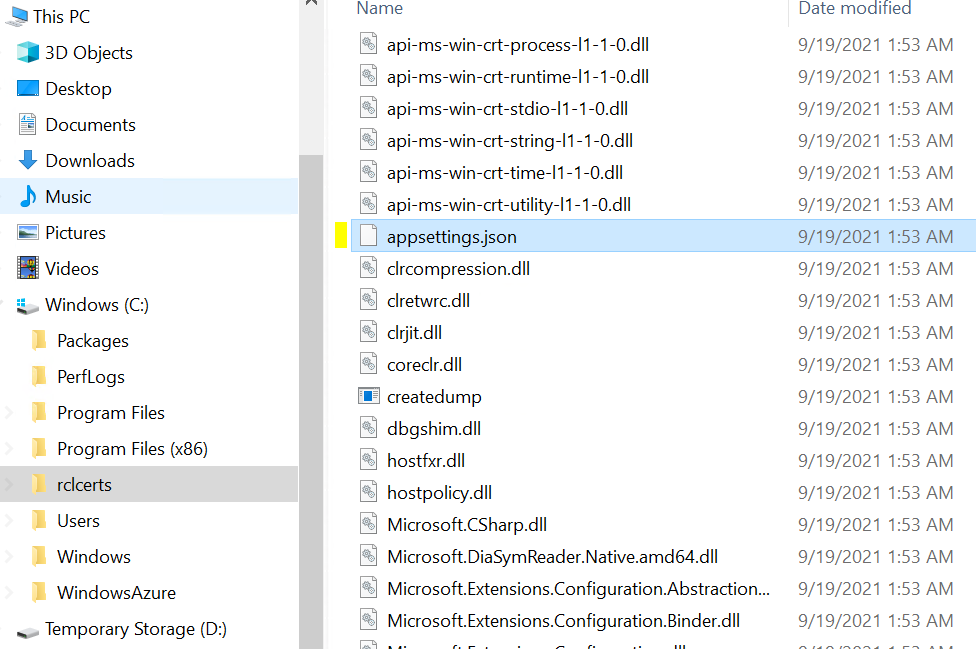 This PC
3D Objects
Desktop
Documents
Downloads
Music
Pictures
Videos
Windows (C:)
Packages
PerfLogs
Program Files
Program Files (x86)
rclcerts
Users
Windows
WindowsAzure
Temporary Storage (D:)
Name Date modified
api-ms-win-crt-process-l1-1-0.dll 9/19/2021 1:53 AM
api-ms-win-crt-runtime-l1-1-0.dll 9/19/2021 1:53 AM
api-ms-win-crt-stdio-l1-1-0.dll 9/19/2021 1:53 AM
api-ms-win-crt-string-l1-1-0.dll 9/19/2021 1:53 AM
api-ms-win-crt-time-l1-1-0.dll 9/19/2021 1:53 AM
api-ms-win-crt-utility-l1-1-0.dll 9/19/2021 1:53 AM
appsettings.json 9/19/2021 1:53 AM
clrcompression.dll 9/19/2021 1:53 AM
clretwrc.dll 9/19/2021 1:53 AM
clrjit.dll 9/19/2021 1:53 AM
coreclr.dll 9/19/2021 1:53 AM
createdump 9/19/2021 1:53 AM
dbgshim.dll 9/19/2021 1:53 AM
hostfxr.dll 9/19/2021 1:53 AM
hostpolicy.dll 9/19/2021 1:53 AM
Microsoft.CSharp.dll 9/19/2021 1:53 AM
Microsoft.DiaSymReader.Native.amd64.dll 9/19/2021 1:53 AM
Microsoft.Extensions.Configuration.Abstraction... 9/19/2021 1:53 AM
Microsoft.Extensions.Configuration.Binder.dll 9/19/2021 1:53 AM